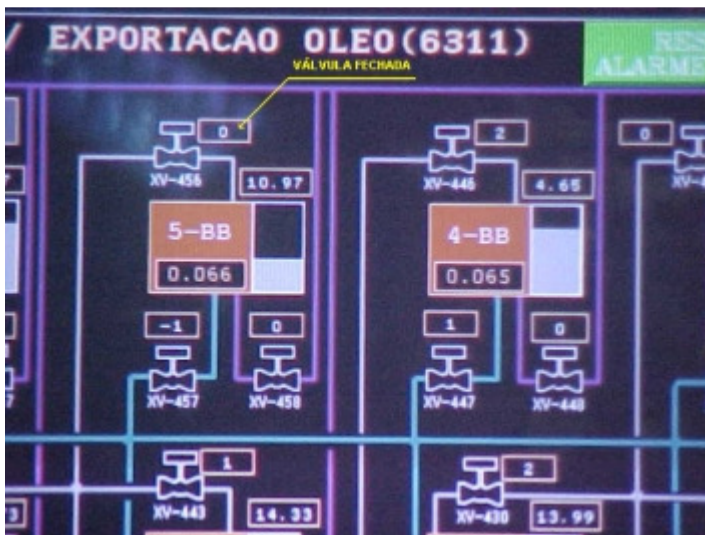 / EXPORTACAO OLEO(6311)
RES
ALARME
VÁLVULA FECHADA
0
2
0
XV-456
10.97
XV-446
4.65
5-BB
0.066
4-BB
0.065
-1
0
1
0
XV-457
XV-458
XV-447
XV-448
1
2
XV-443
14.33
XV-430
13.99